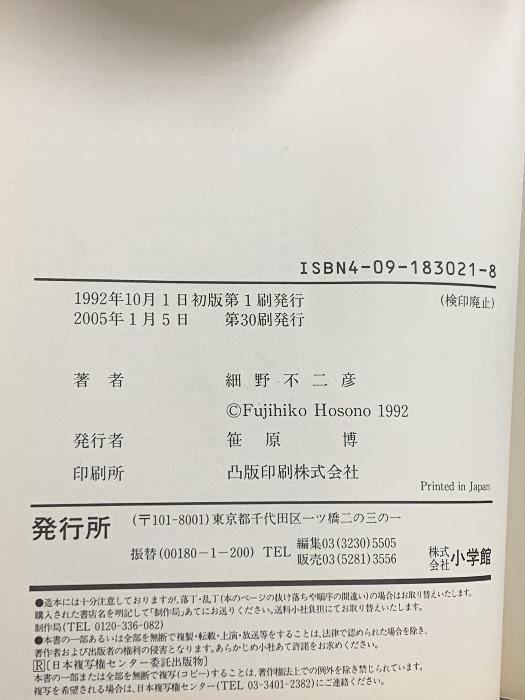 ISBN4-09-183021-8
1992年10月1日初版第1刷発行 (検印廃止)
2005年1月5日 第30刷発行
著者 細野不二彦
©Fujihiko Hosono 1992
発行者 笹原博
印刷所 凸版印刷株式会社
Printed in Japan
発行所 (〒101-8001)東京都千代田区一ツ橋二の三の一
振替(00180-1-200) TEL 編集03(3230)5505
販売03(5281)3556
株式会社 小学館
●造本には十分注意しておりますが、落丁・乱丁(本のページの抜け落ちや順序の間違い)の場合はお取り替えいたします。
購入された書店名を明記して「制作局」あてにお送りください。送料小社負担にてお取り替えいたします。
制作局(TEL 0120-336-082)
●本書の一部あるいは全部を無断で複製・転載・上演・放送等をすることは、法律で認められた場合を除き、
著作者および出版者の権利の侵害となります。あらかじめ小社あて許諾をお求めください。
R[日本複写権センター委託出版物]
本書の一部または全部を無断で複写(コピー)することは、著作権法上での例外を除き禁じられています。
複写を希望される場合は、日本複写権センター(TEL 03-3401-2382)にご連絡ください。